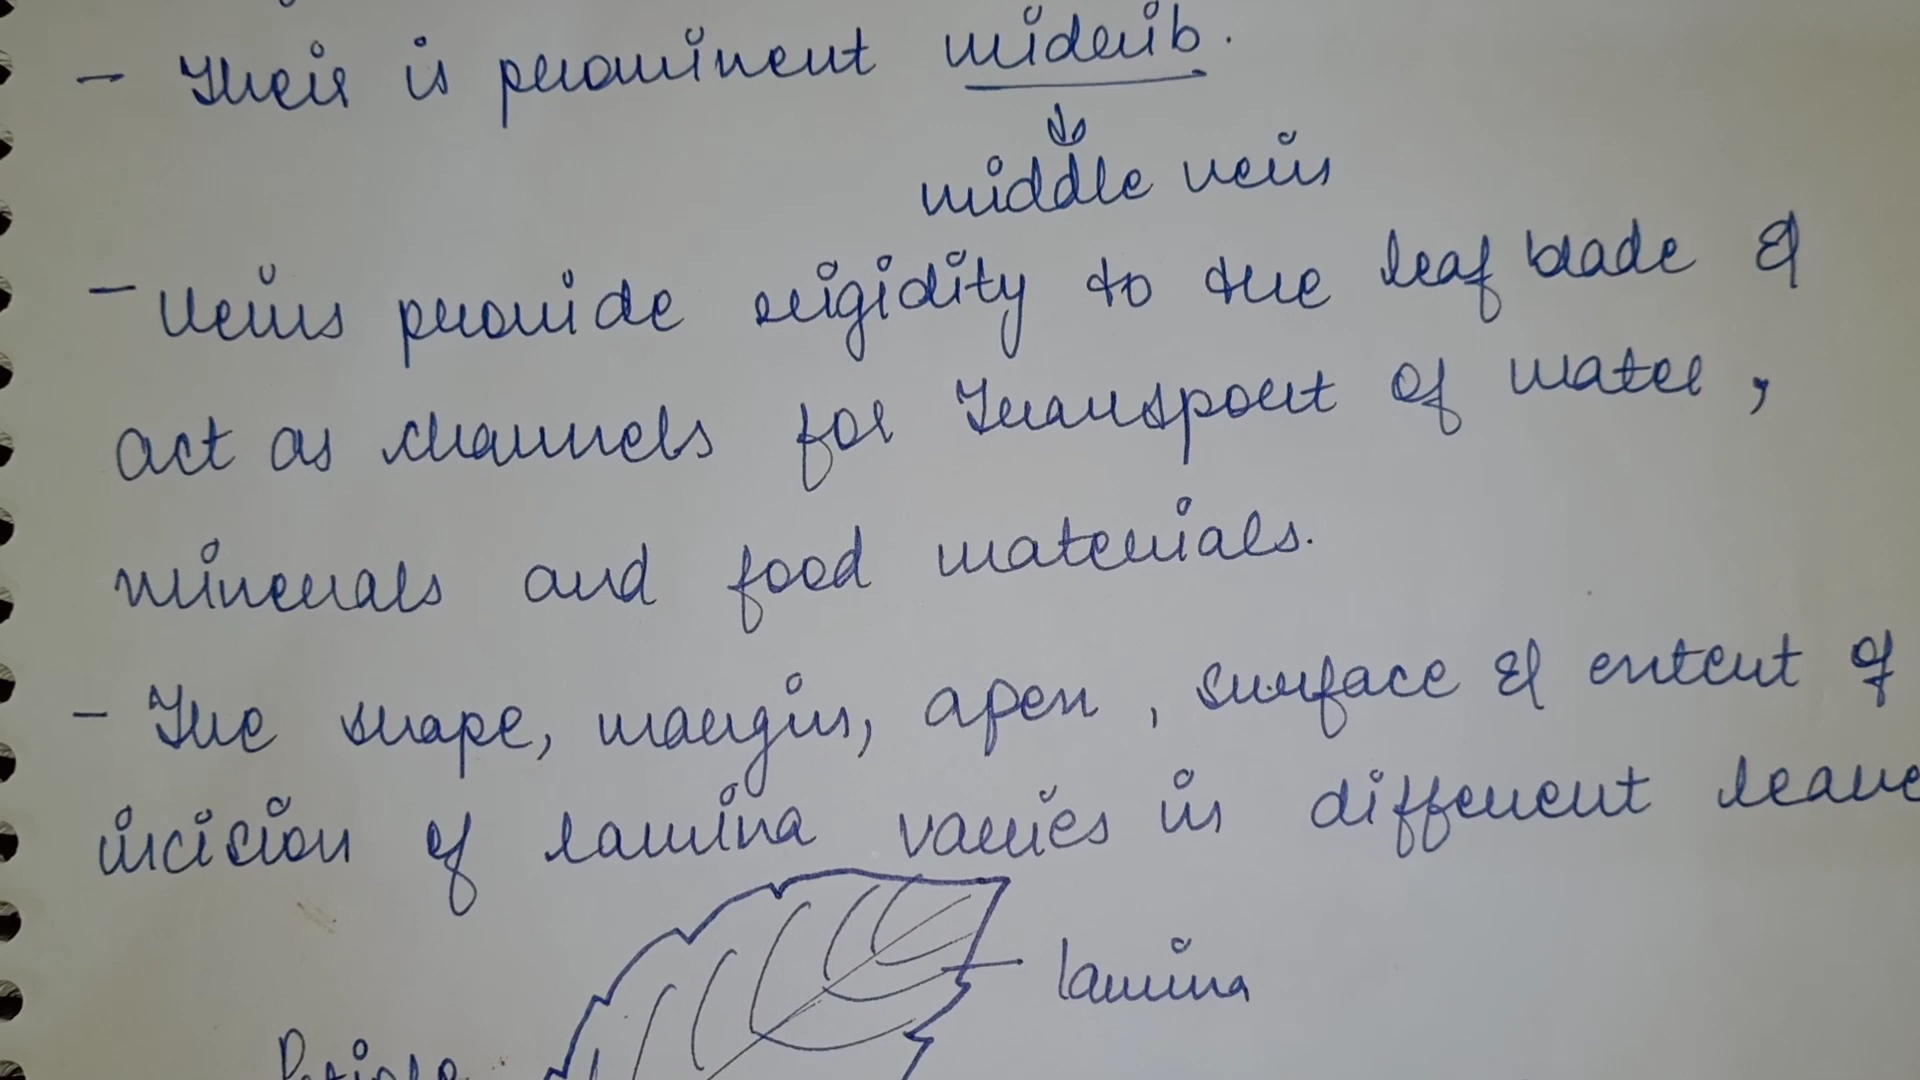 - Their is prominent midrib.
middle vein
- Veins provide rigidity to the leaf blade &
act as channels for Transport of water,
minerals and food materials.
- The shape, margin, apex, surface & extent of
incision of lamina varies in different leave
lamina
Petiole